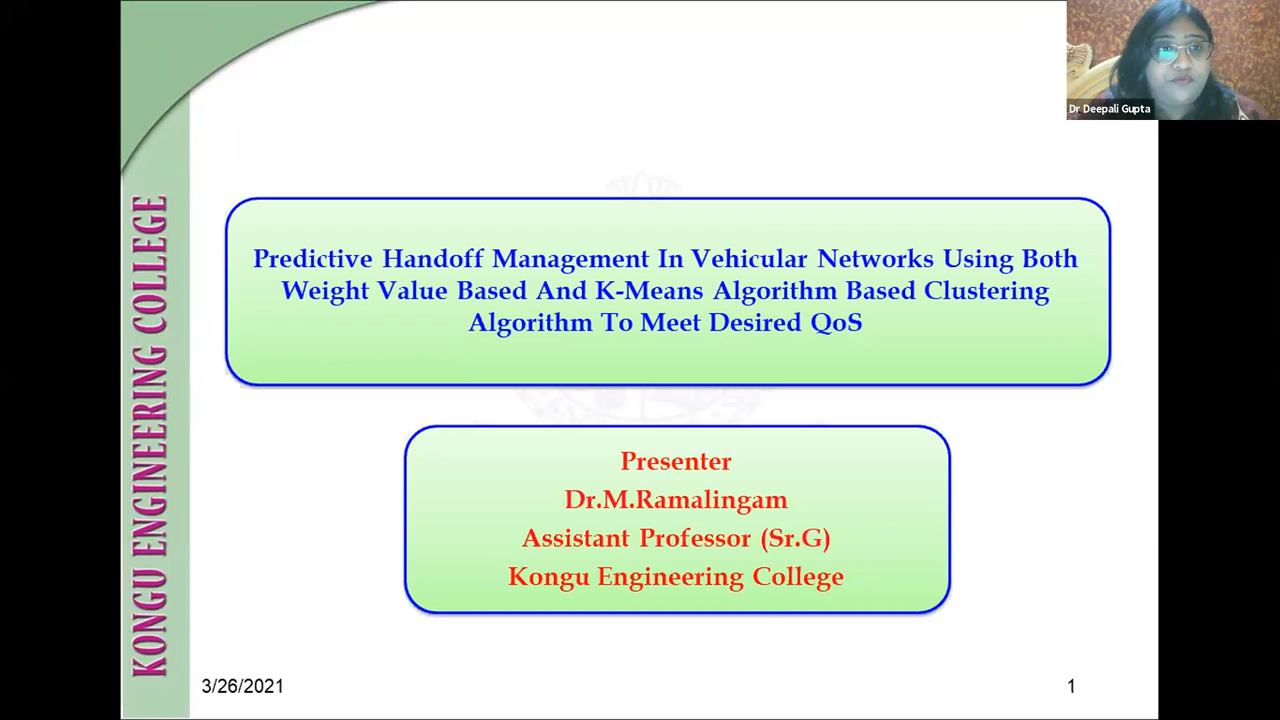 Dr Deepali Gupta
KONGU ENGINEERING COLLEGE
Predictive Handoff Management In Vehicular Networks Using Both
Weight Value Based And K-Means Algorithm Based Clustering
Algorithm To Meet Desired QoS
Presenter
Dr.M.Ramalingam
Assistant Professor (Sr.G)
Kongu Engineering College
3/26/2021
1